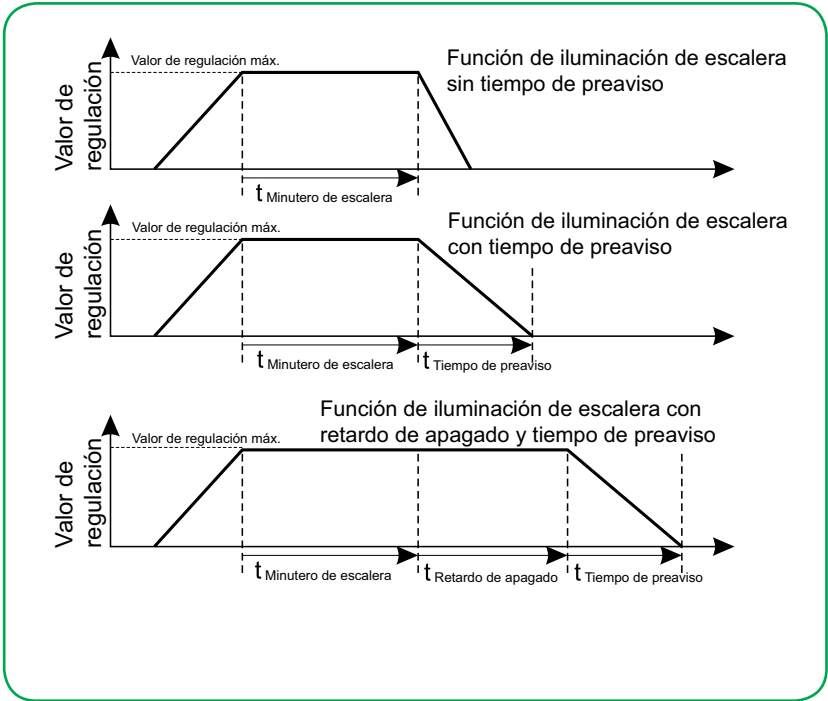 Valor de regulación máx.
Función de iluminación de escalera
sin tiempo de preaviso
Valor de
regulación
t Minutero de escalera
Valor de regulación máx.
Función de iluminación de escalera
con tiempo de preaviso
Valor de
regulación
t Minutero de escalera
t Tiempo de preaviso
Función de iluminación de escalera con
retardo de apagado y tiempo de preaviso
Valor de regulación máx.
Valor de
regulación
t Minutero de escalera
t Retardo de apagado
t Tiempo de preaviso